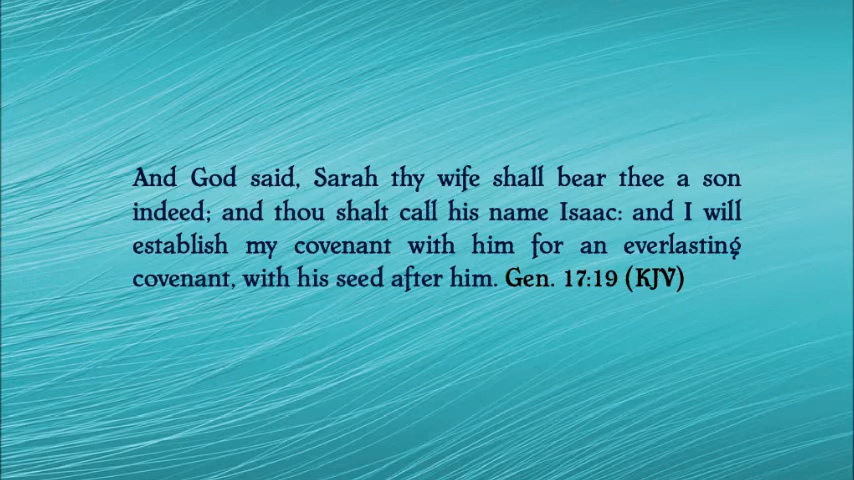 And God said, Sarah thy wife shall bear thee a son
indeed; and thou shalt call his name Isaac: and I will
establish my covenant with him for an everlasting
covenant, with his seed after him. Gen. 17:19 (KJV)